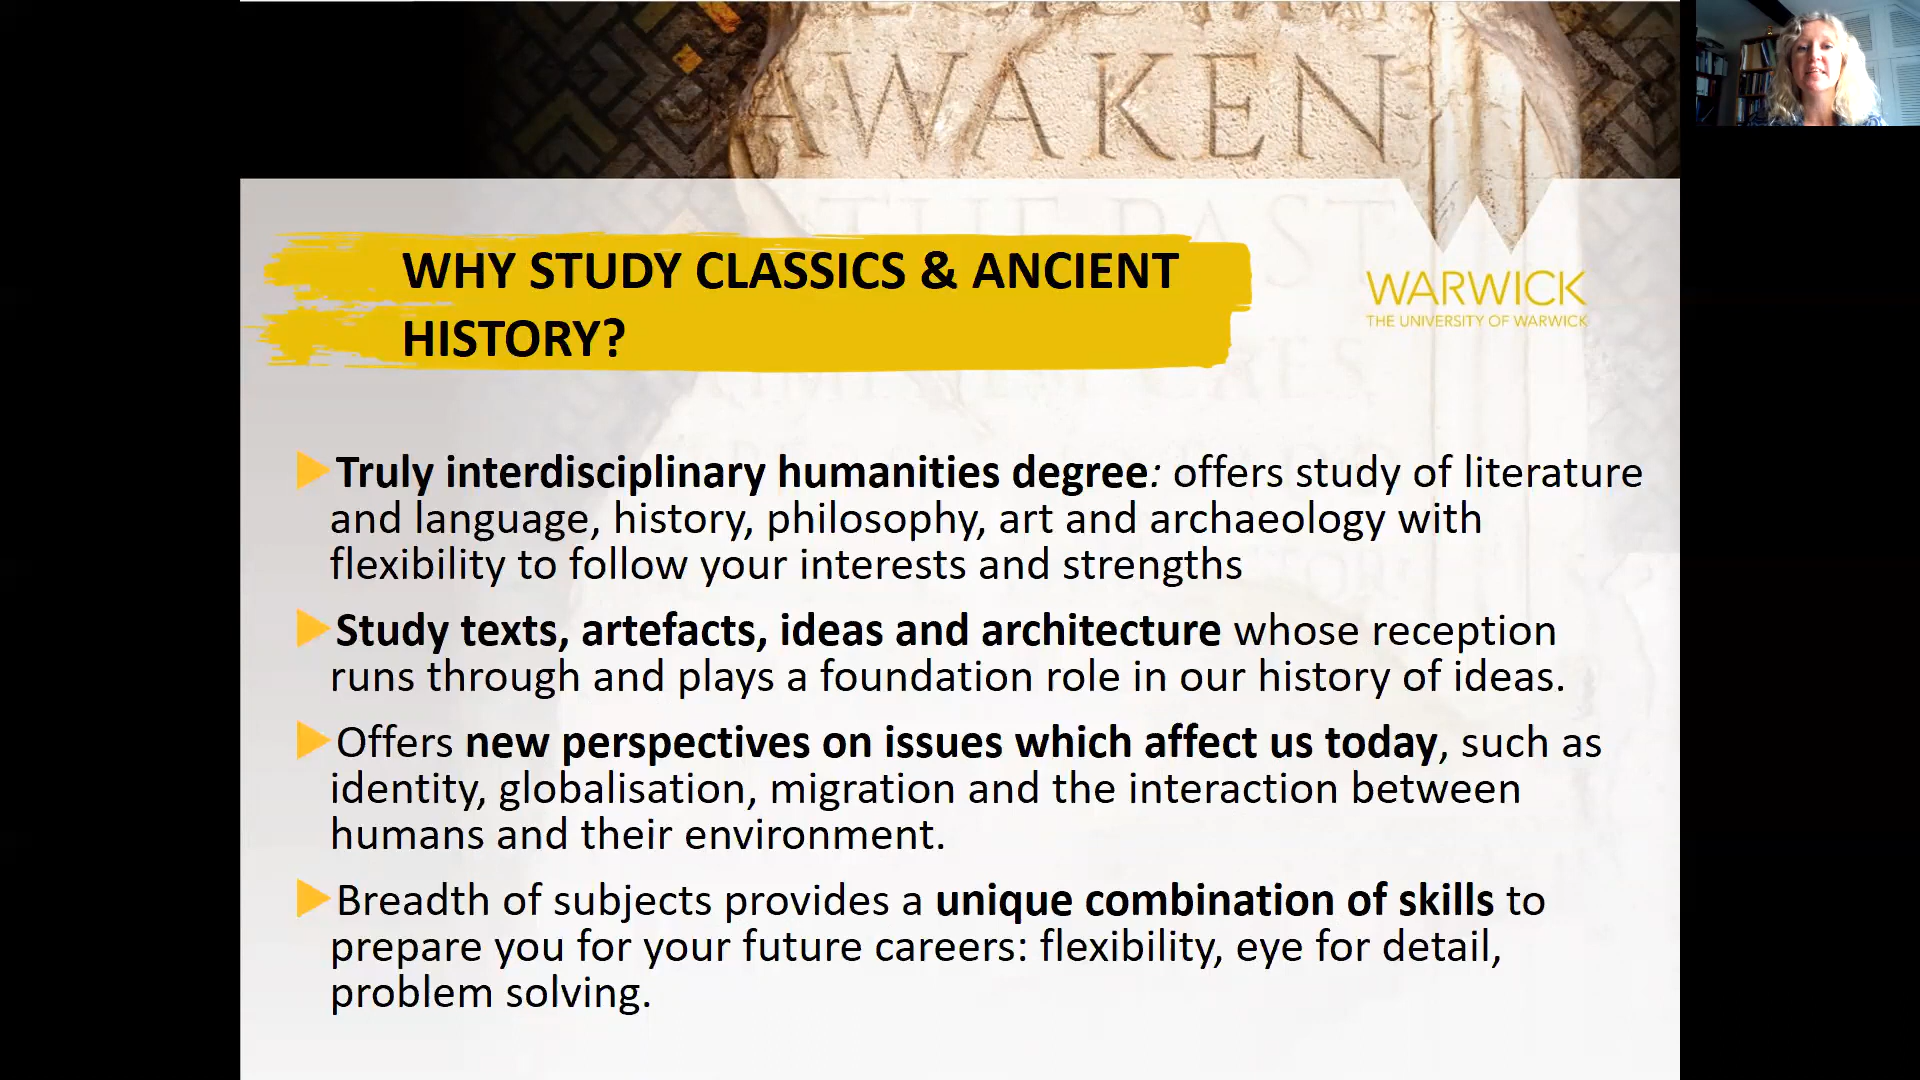 AWAKEN
THE PAST
WHY STUDY CLASSICS & ANCIENT
HISTORY?
WARWICK
THE UNIVERSITY OF WARWICK
Truly interdisciplinary humanities degree: offers study of literature
and language, history, philosophy, art and archaeology with
flexibility to follow your interests and strengths
Study texts, artefacts, ideas and architecture whose reception
runs through and plays a foundation role in our history of ideas.
Offers new perspectives on issues which affect us today, such as
identity, globalisation, migration and the interaction between
humans and their environment.
Breadth of subjects provides a unique combination of skills to
prepare you for your future careers: flexibility, eye for detail,
problem solving.